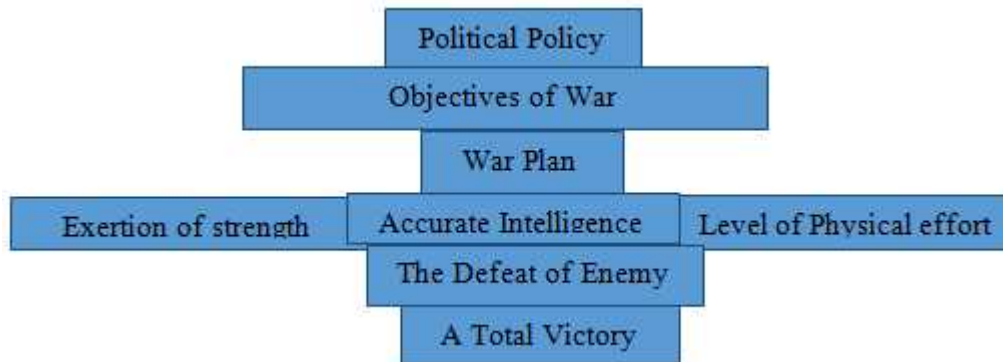 Political Policy
Objectives of War
War Plan
Exertion of strength
Accurate Intelligence
Level of Physical effort
The Defeat of Enemy
A Total Victory